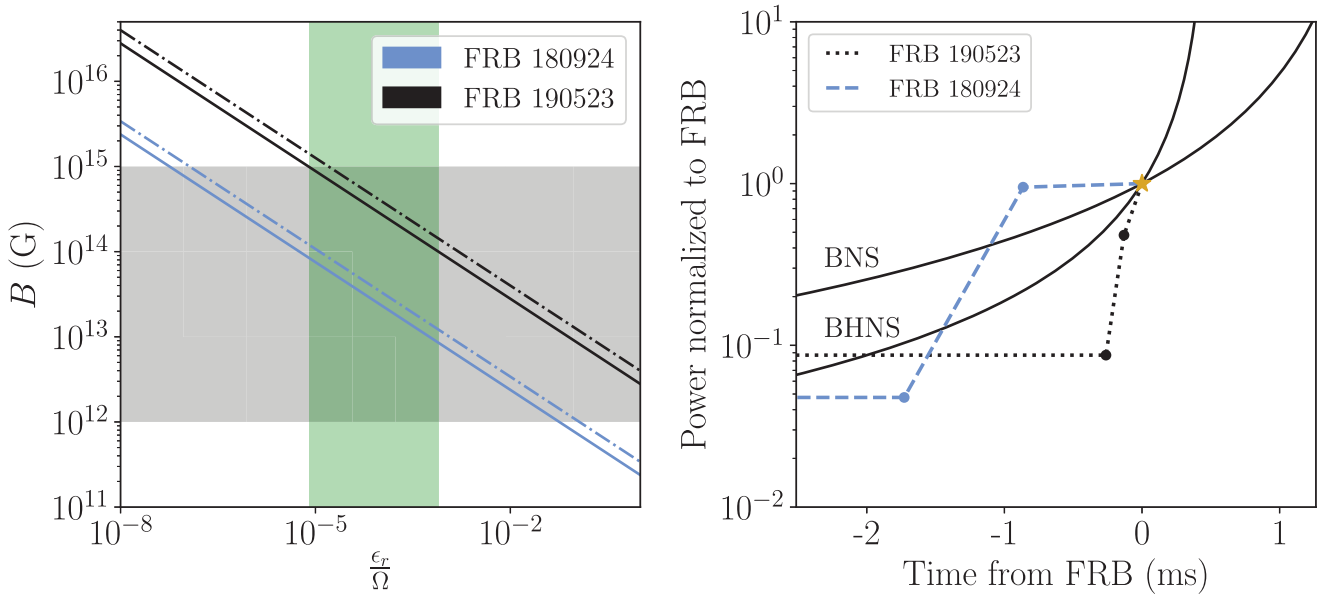 B (G)
10^16
10^15
10^14
10^13
10^12
10^11
10^−8
10^−5
10^−2
ϵ_r/Ω
FRB 180924
FRB 190523
Power normalized to FRB
10^1
10^0
10^−1
10^−2
FRB 190523
FRB 180924
BNS
BHNS
-2
-1
0
1
Time from FRB (ms)